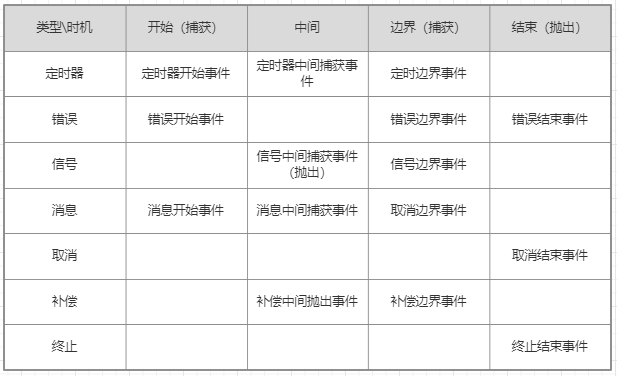 类型\时机 开始（捕获） 中间 边界（捕获） 结束（抛出）
定时器 定时器开始事件 定时器中间捕获事件 定时边界事件
错误 错误开始事件 错误边界事件 错误结束事件
信号 信号中间捕获事件（抛出） 信号边界事件
消息 消息开始事件 消息中间捕获事件 取消边界事件
取消 取消结束事件
补偿 补偿中间抛出事件 补偿边界事件
终止 终止结束事件